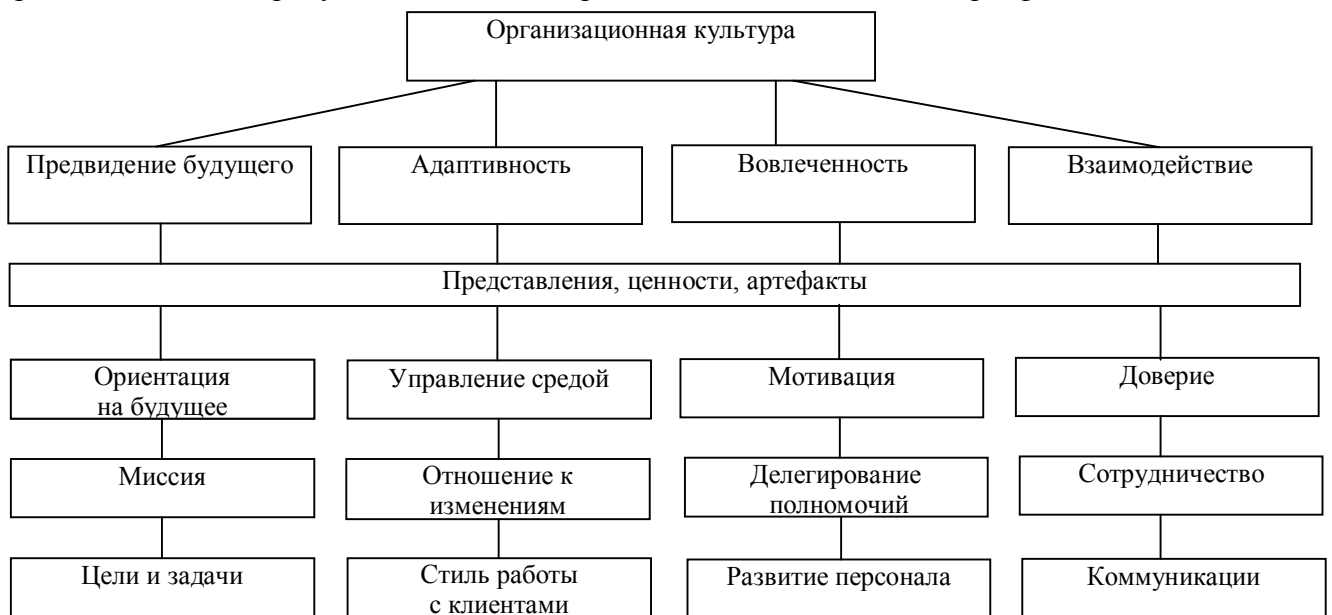 Организационная культура
Предвидение будущего
Адаптивность
Вовлеченность
Взаимодействие
Представления, ценности, артефакты
Ориентация
на будущее
Управление средой
Мотивация
Доверие
Миссия
Отношение к
изменениям
Делегирование
полномочий
Сотрудничество
Цели и задачи
Стиль работы
с клиентами
Развитие персонала
Коммуникации